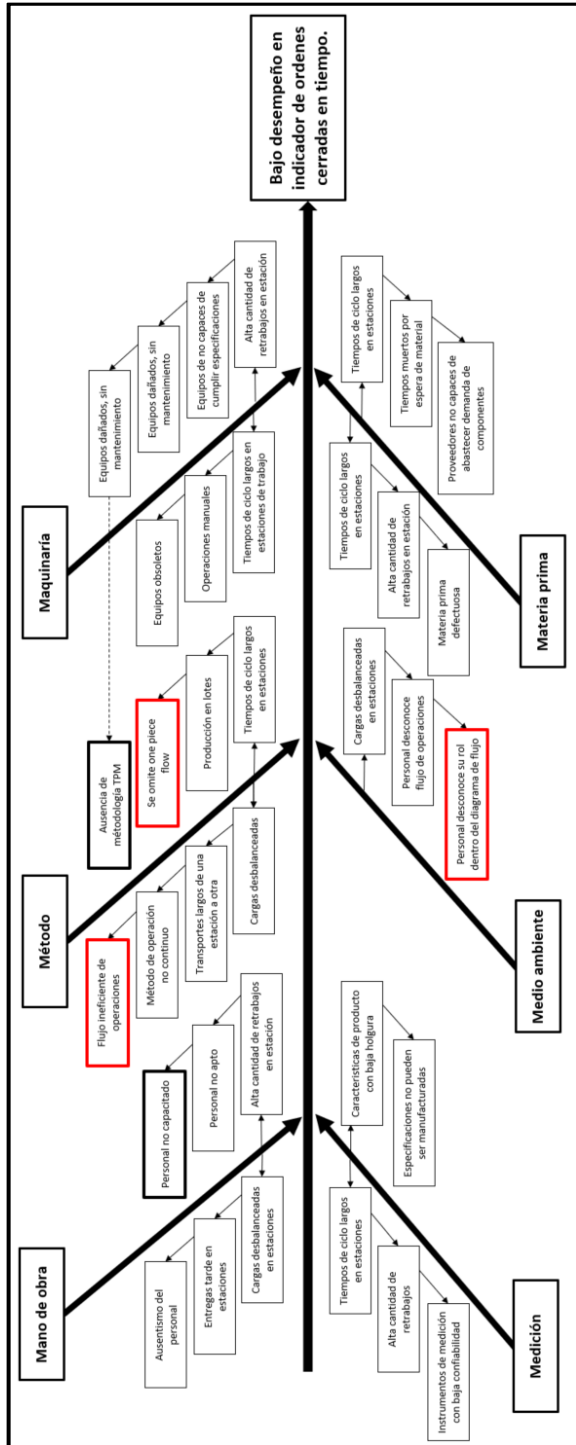 Mano de obra
Ausentismo del
personal
Entregas tarde en
estaciones
Cargas desbalanceadas
en estaciones
Personal no capacitado
Personal no apto
Alta cantidad de retrabajos
en estación
Método
Flujo ineficiente de
operaciones
Método de operación
no continuo
Transportes largos de una
estación a otra
Cargas desbalanceadas
Ausencia de
métodología TPM
Se omite one piece
flow
Producción en lotes
Tiempos de ciclo largos
en estaciones
Maquinaría
Equipos obsoletos
Operaciones manuales
Tiempos de ciclo largos en
estaciones de trabajo
Equipos dañados, sin
mantenimiento
Equipos dañados, sin
mantenimiento
Equipos de no capaces de
cumplir especificaciones
Alta cantidad de
retrabajos en estación
Bajo desempeño en
indicador de ordenes
cerradas en tiempo.
Tiempos de ciclo largos
en estaciones
Alta cantidad de
retrabajos
Instrumentos de medición
con baja confiabilidad
Caracteristicas de producto
con baja holgura
Especificaciones no pueden
ser manufacturadas
Medición
Cargas desbalanceadas
en estaciones
Personal desconoce
flujo de operaciones
Personal desconoce su rol
dentro del diagrama de flujo
Medio ambiente
Tiempos de ciclo largos
en estaciones
Alta cantidad de
retrabajos en estación
Materia prima
defectuosa
Tiempos de ciclo largos
en estaciones
Tiempos muertos por
espera de material
Proveedores no capaces de
abastecer demanda de
componentes
Materia prima